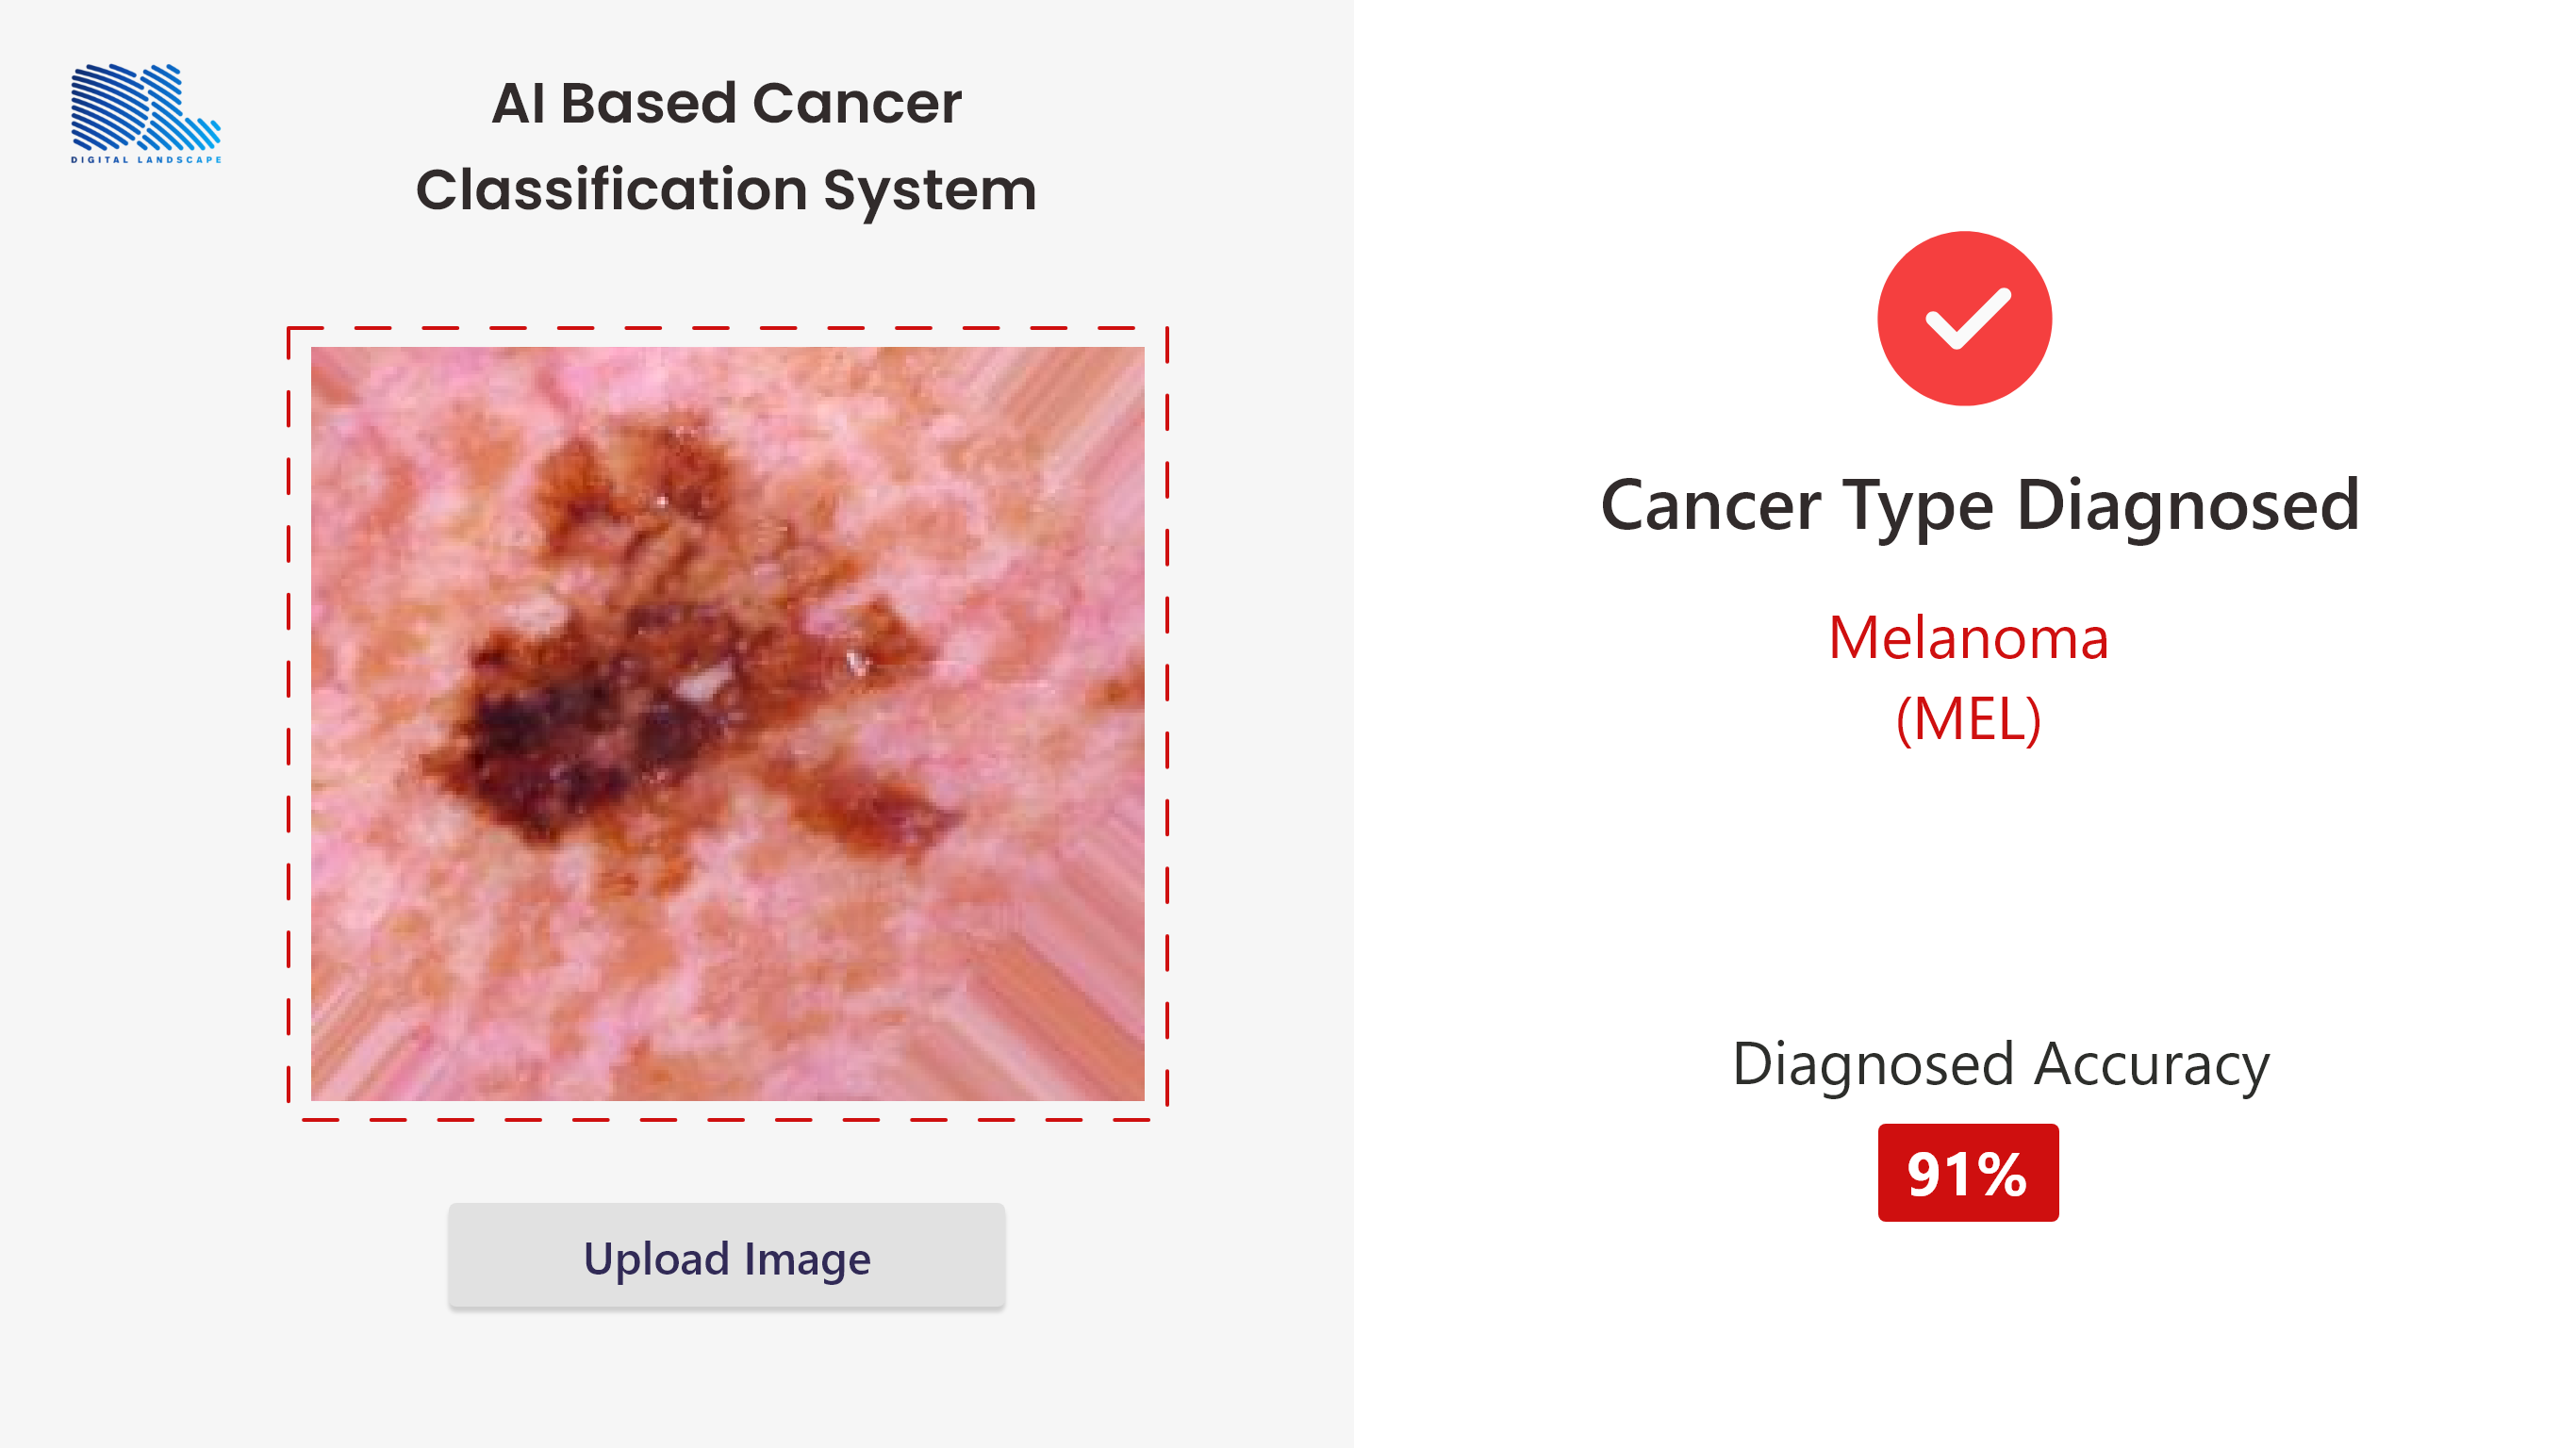 DIGITAL LANDSCAPE
AI Based Cancer
Classification System
Upload Image
Cancer Type Diagnosed
Melanoma
(MEL)
Diagnosed Accuracy
91%